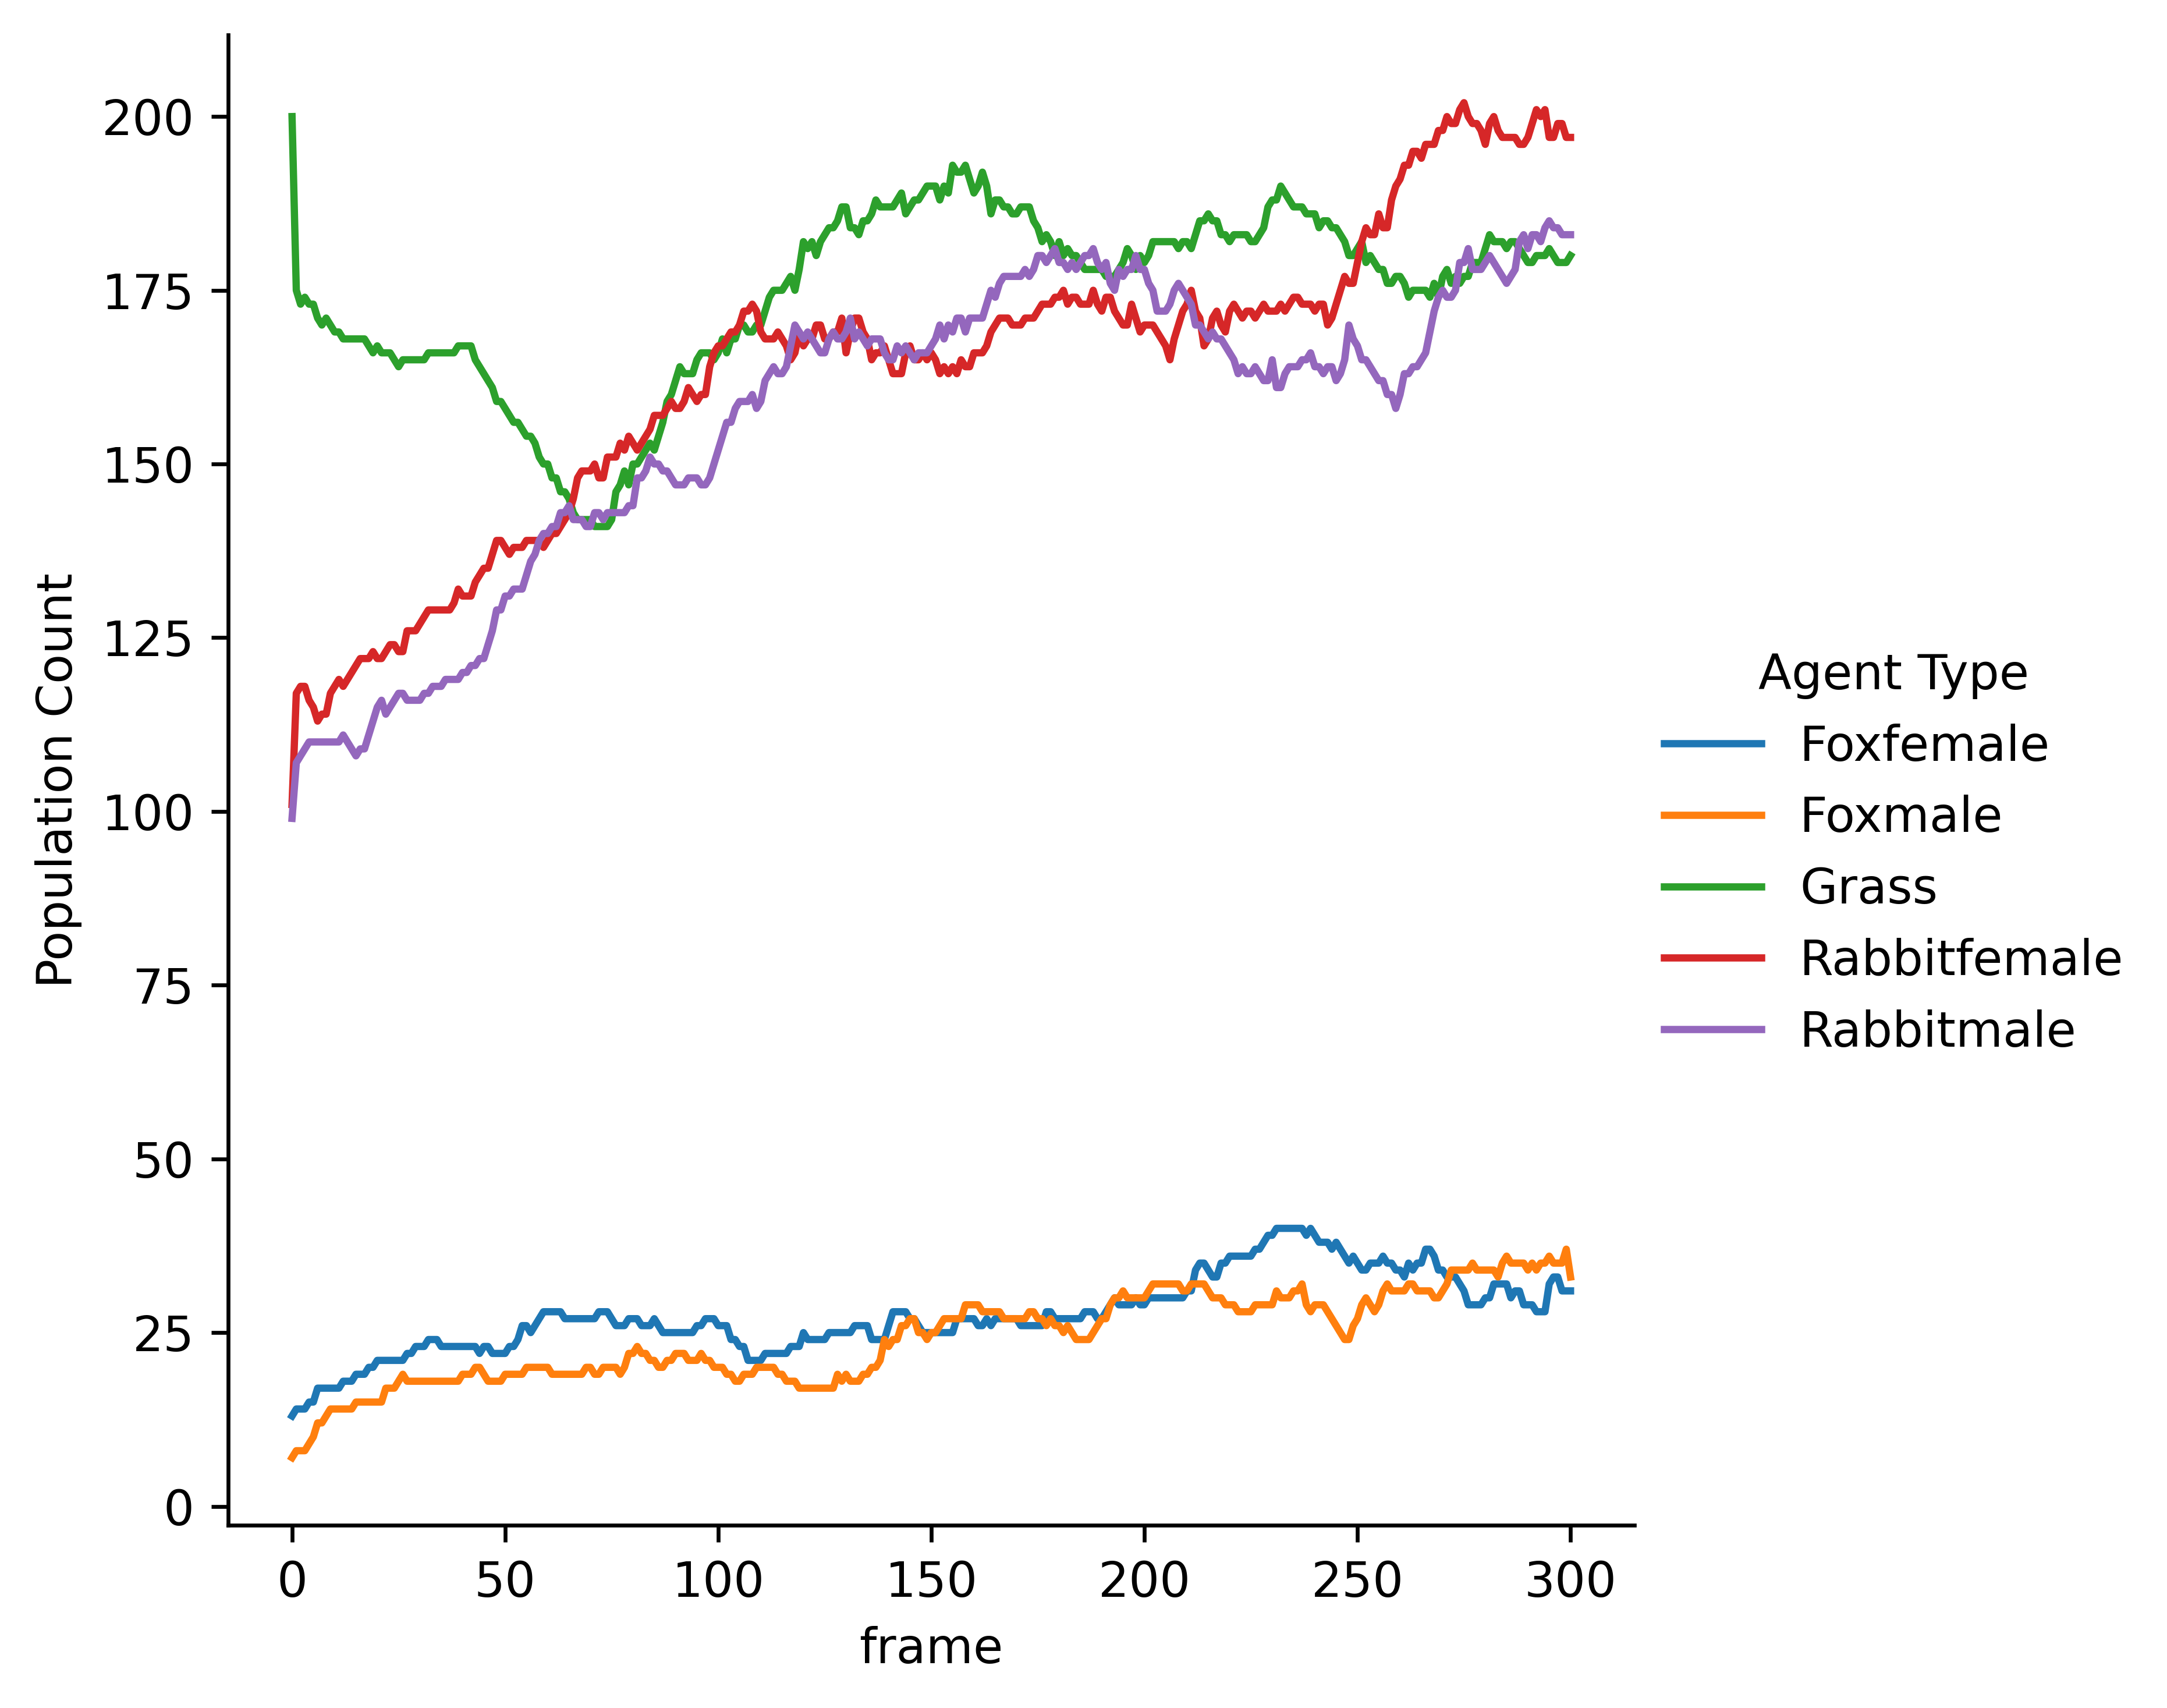 200
175
150
125
100
75
50
25
0
Population Count
0 50 100 150 200 250 300
frame
Agent Type
Foxfemale
Foxmale
Grass
Rabbitfemale
Rabbitmale